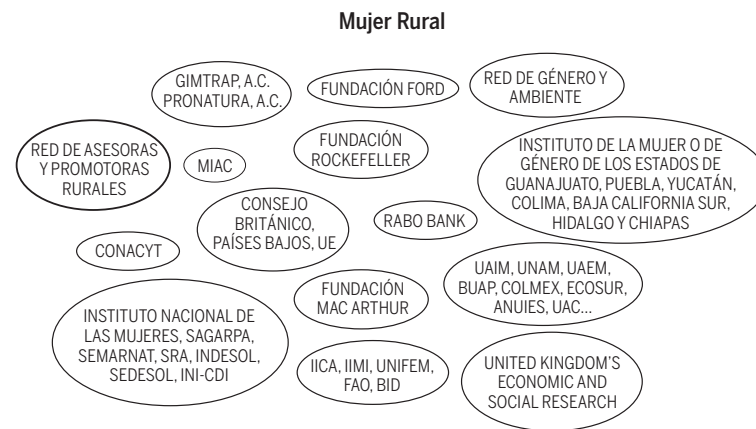 Mujer Rural
GIMTRAP, A.C.
PRONATURA, A.C.
FUNDACIÓN FORD
RED DE GÉNERO Y
AMBIENTE
RED DE ASESORAS
Y PROMOTORAS
RURALES
MIAC
FUNDACIÓN
ROCKEFELLER
INSTITUTO DE LA MUJER O DE
GÉNERO DE LOS ESTADOS DE
GUANAJUATO, PUEBLA, YUCATÁN,
COLIMA, BAJA CALIFORNIA SUR,
HIDALGO Y CHIAPAS
CONSEJO
BRITÁNICO,
PAÍSES BAJOS, UE
RABO BANK
CONACYT
FUNDACIÓN
MAC ARTHUR
UAIM, UNAM, UAEM,
BUAP, COLMEX, ECOSUR,
ANUIES, UAC...
INSTITUTO NACIONAL DE
LAS MUJERES, SAGARPA,
SEMARNAT, SRA, INDESOL,
SEDESOL, INI-CDI
IICA, IIMI, UNIFEM,
FAO, BID
UNITED KINGDOM'S
ECONOMIC AND
SOCIAL RESEARCH